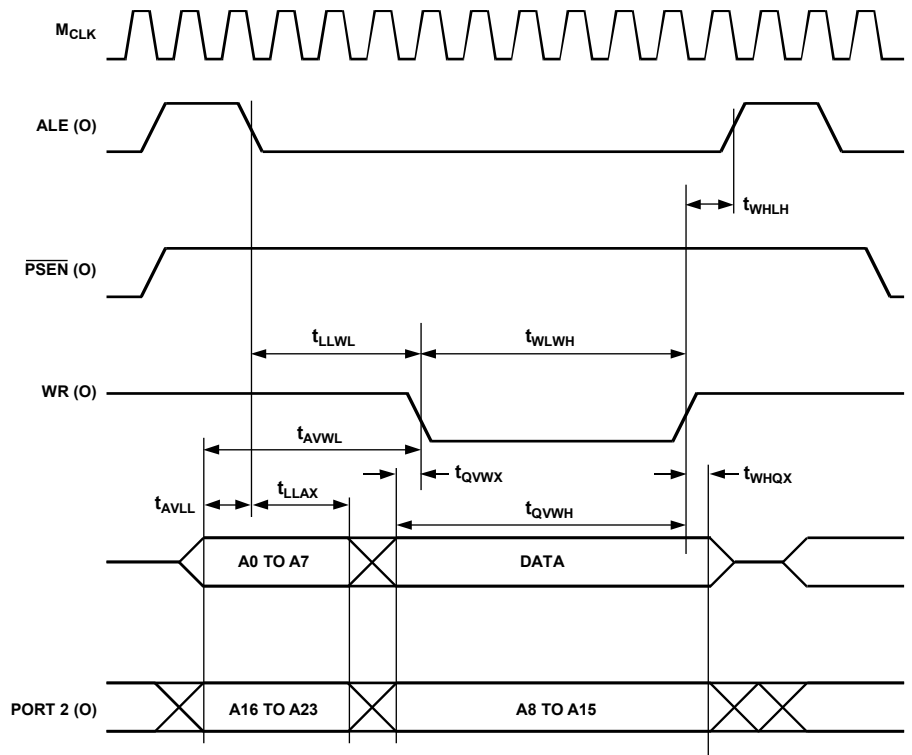 MCLK
ALE (O)
tWHLH
PSEN (O)
tLLWL
tWLWH
WR (O)
tAVWL
tQVWX
tWHQX
tAVLL
tLLAX
tQVWH
A0 TO A7
DATA
PORT 2 (O)
A16 TO A23
A8 TO A15